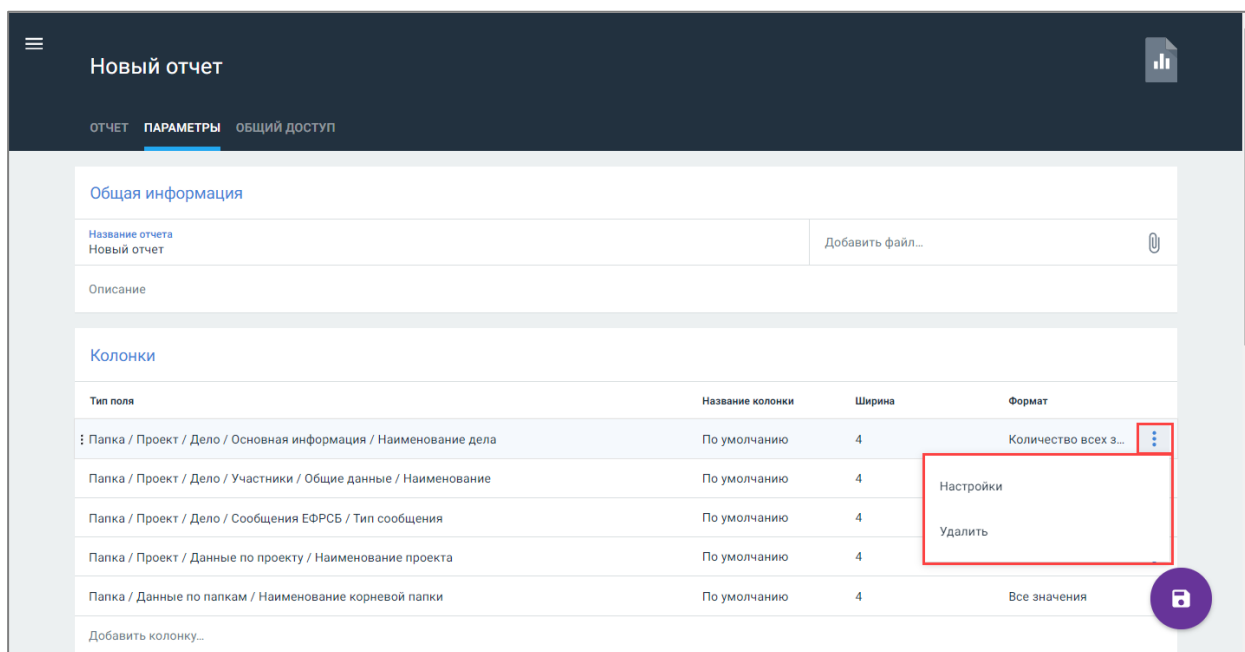 Новый отчет
ОТЧЕТ ПАРАМЕТРЫ ОБЩИЙ ДОСТУП
Общая информация
Название отчета
Новый отчет
Добавить файл...
Описание
Колонки
Тип поля Название колонки Ширина Формат
Папка / Проект / Дело / Основная информация / Наименование дела По умолчанию 4 Количество всех з...
Папка / Проект / Дело / Участники / Общие данные / Наименование По умолчанию 4
Настройки
Папка / Проект / Дело / Сообщения ЕФРСБ / Тип сообщения По умолчанию 4
Удалить
Папка / Проект / Данные по проекту / Наименование проекта По умолчанию 4
Папка / Данные по папкам / Наименование корневой папки По умолчанию 4 Все значения
Добавить колонку...